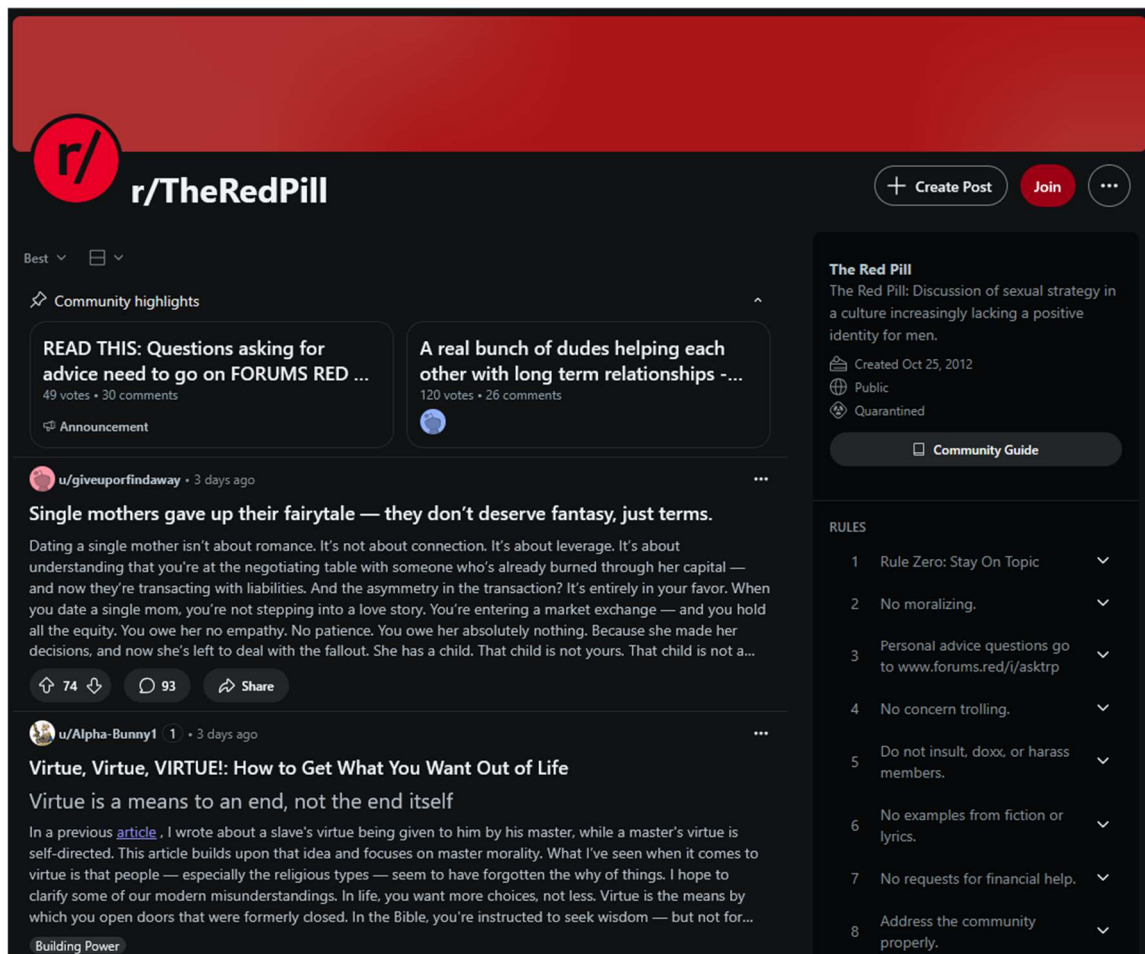 r/
r/TheRedPill
Create Post
Join
Best
Community highlights
READ THIS: Questions asking for
advice need to go on FORUMS RED ...
49 votes • 30 comments
Announcement
A real bunch of dudes helping each
other with long term relationships -...
120 votes • 26 comments
u/giveuporfindaway • 3 days ago
Single mothers gave up their fairytale — they don’t deserve fantasy, just terms.
Dating a single mother isn’t about romance. It’s not about connection. It’s about leverage. It’s about
understanding that you're at the negotiating table with someone who’s already burned through her capital —
and now they’re transacting with liabilities. And the asymmetry in the transaction? It’s entirely in your favor. When
you date a single mom, you’re not stepping into a love story. You’re entering a market exchange — and you hold
all the equity. You owe her no empathy. No patience. You owe her absolutely nothing. Because she made her
decisions, and now she’s left to deal with the fallout. She has a child. That child is not yours. That child is not a...
74
93
Share
u/Alpha-Bunny1 1 • 3 days ago
Virtue, Virtue, VIRTUE!: How to Get What You Want Out of Life
Virtue is a means to an end, not the end itself
In a previous article , I wrote about a slave's virtue being given to him by his master, while a master's virtue is
self-directed. This article builds upon that idea and focuses on master morality. What I’ve seen when it comes to
virtue is that people — especially the religious types — seem to have forgotten the why of things. I hope to
clarify some of our modern misunderstandings. In life, you want more choices, not less. Virtue is the means by
which you open doors that were formerly closed. In the Bible, you're instructed to seek wisdom — but not for...
Building Power
The Red Pill
The Red Pill: Discussion of sexual strategy in
a culture increasingly lacking a positive
identity for men.
Created Oct 25, 2012
Public
Quarantined
Community Guide
RULES
1 Rule Zero: Stay On Topic
2 No moralizing.
3 Personal advice questions go
to www.forums.red/i/asktrp
4 No concern trolling.
5 Do not insult, doxx, or harass
members.
6 No examples from fiction or
lyrics.
7 No requests for financial help.
8 Address the community
properly.